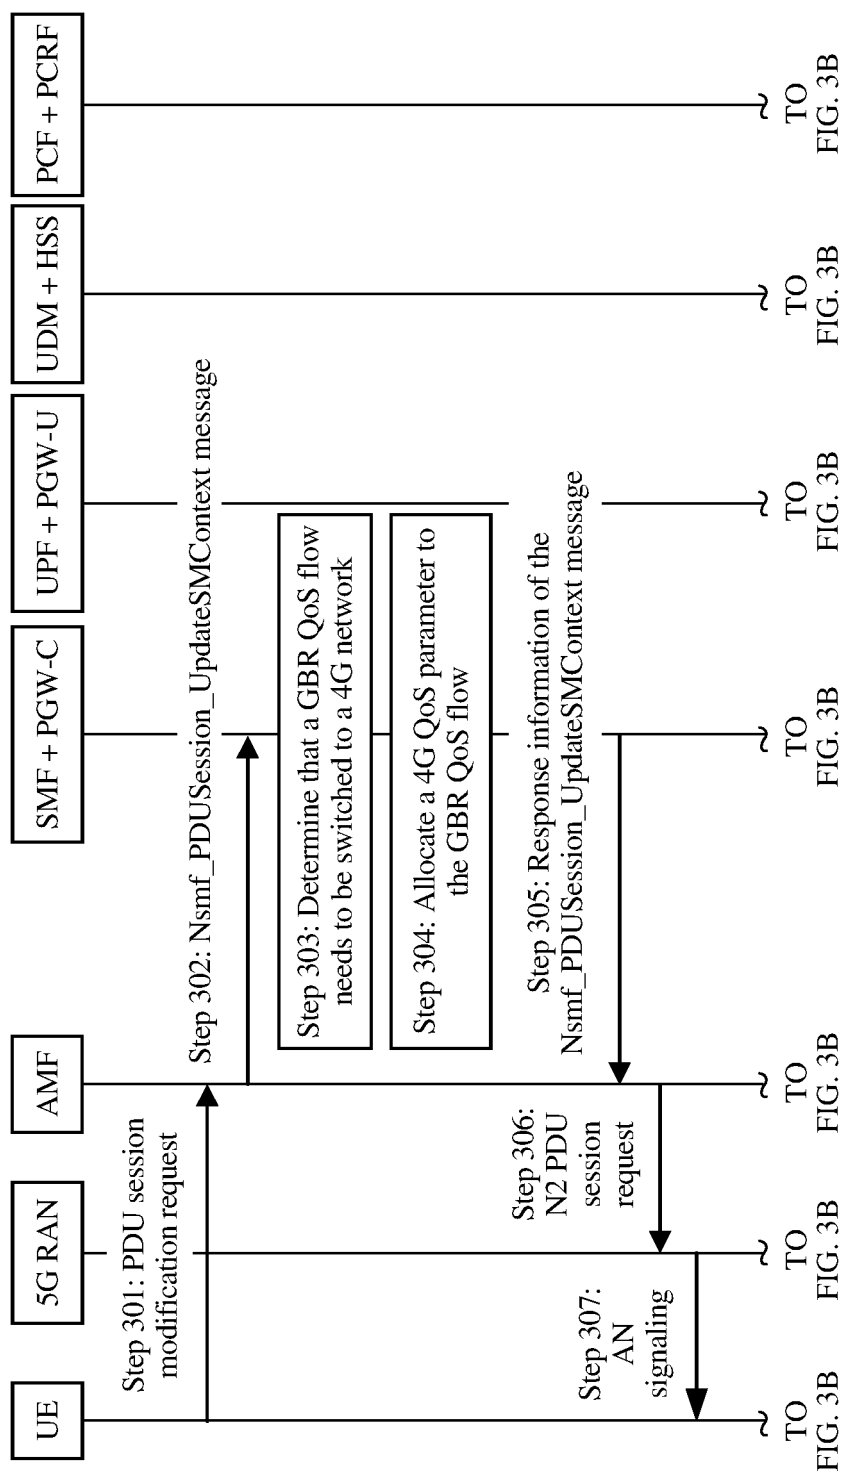 UE
5G RAN
AMF
SMF + PGW-C
UPF + PGW-U
UDM + HSS
PCF + PCRF
Step 301: PDU session
modification request
Step 302: Nsmf_PDUSession_UpdateSMContext message
Step 303: Determine that a GBR QoS flow
needs to be switched to a 4G network
Step 304: Allocate a 4G QoS parameter to
the GBR QoS flow
Step 305: Response information of the
Nsmf_PDUSession_UpdateSMContext message
Step 306:
N2 PDU
session
request
Step 307:
AN
signaling
TO
FIG. 3B
TO
FIG. 3B
TO
FIG. 3B
TO
FIG. 3B
TO
FIG. 3B
TO
FIG. 3B
TO
FIG. 3B